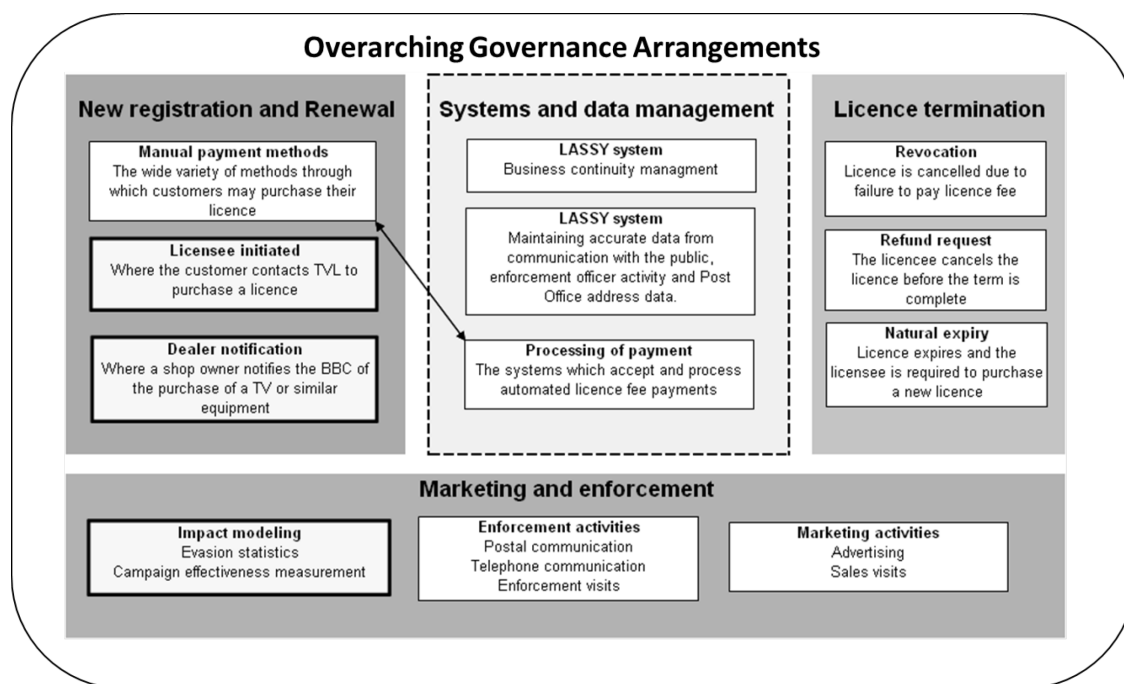 Overarching Governance Arrangements
New registration and Renewal
Manual payment methods
The wide variety of methods through
which customers may purchase their
licence
Licensee initiated
Where the customer contacts TVL to
purchase a licence
Dealer notification
Where a shop owner notifies the BBC of
the purchase of a TV or similar
equipment
Systems and data management
LASSY system
Business continuity managment
LASSY system
Maintaining accurate data from
communication with the public,
enforcement officer activity and Post
Office address data.
Processing of payment
The systems which accept and process
automated licence fee payments
Licence termination
Revocation
Licence is cancelled due to
failure to pay licence fee
Refund request
The licencee cancels the
licence before the term is
complete
Natural expiry
Licence expires and the
licensee is required to purchase
a new licence
Marketing and enforcement
Impact modeling
Evasion statistics
Campaign effectiveness measurement
Enforcement activities
Postal communication
Telephone communication
Enforcement visits
Marketing activities
Advertising
Sales visits